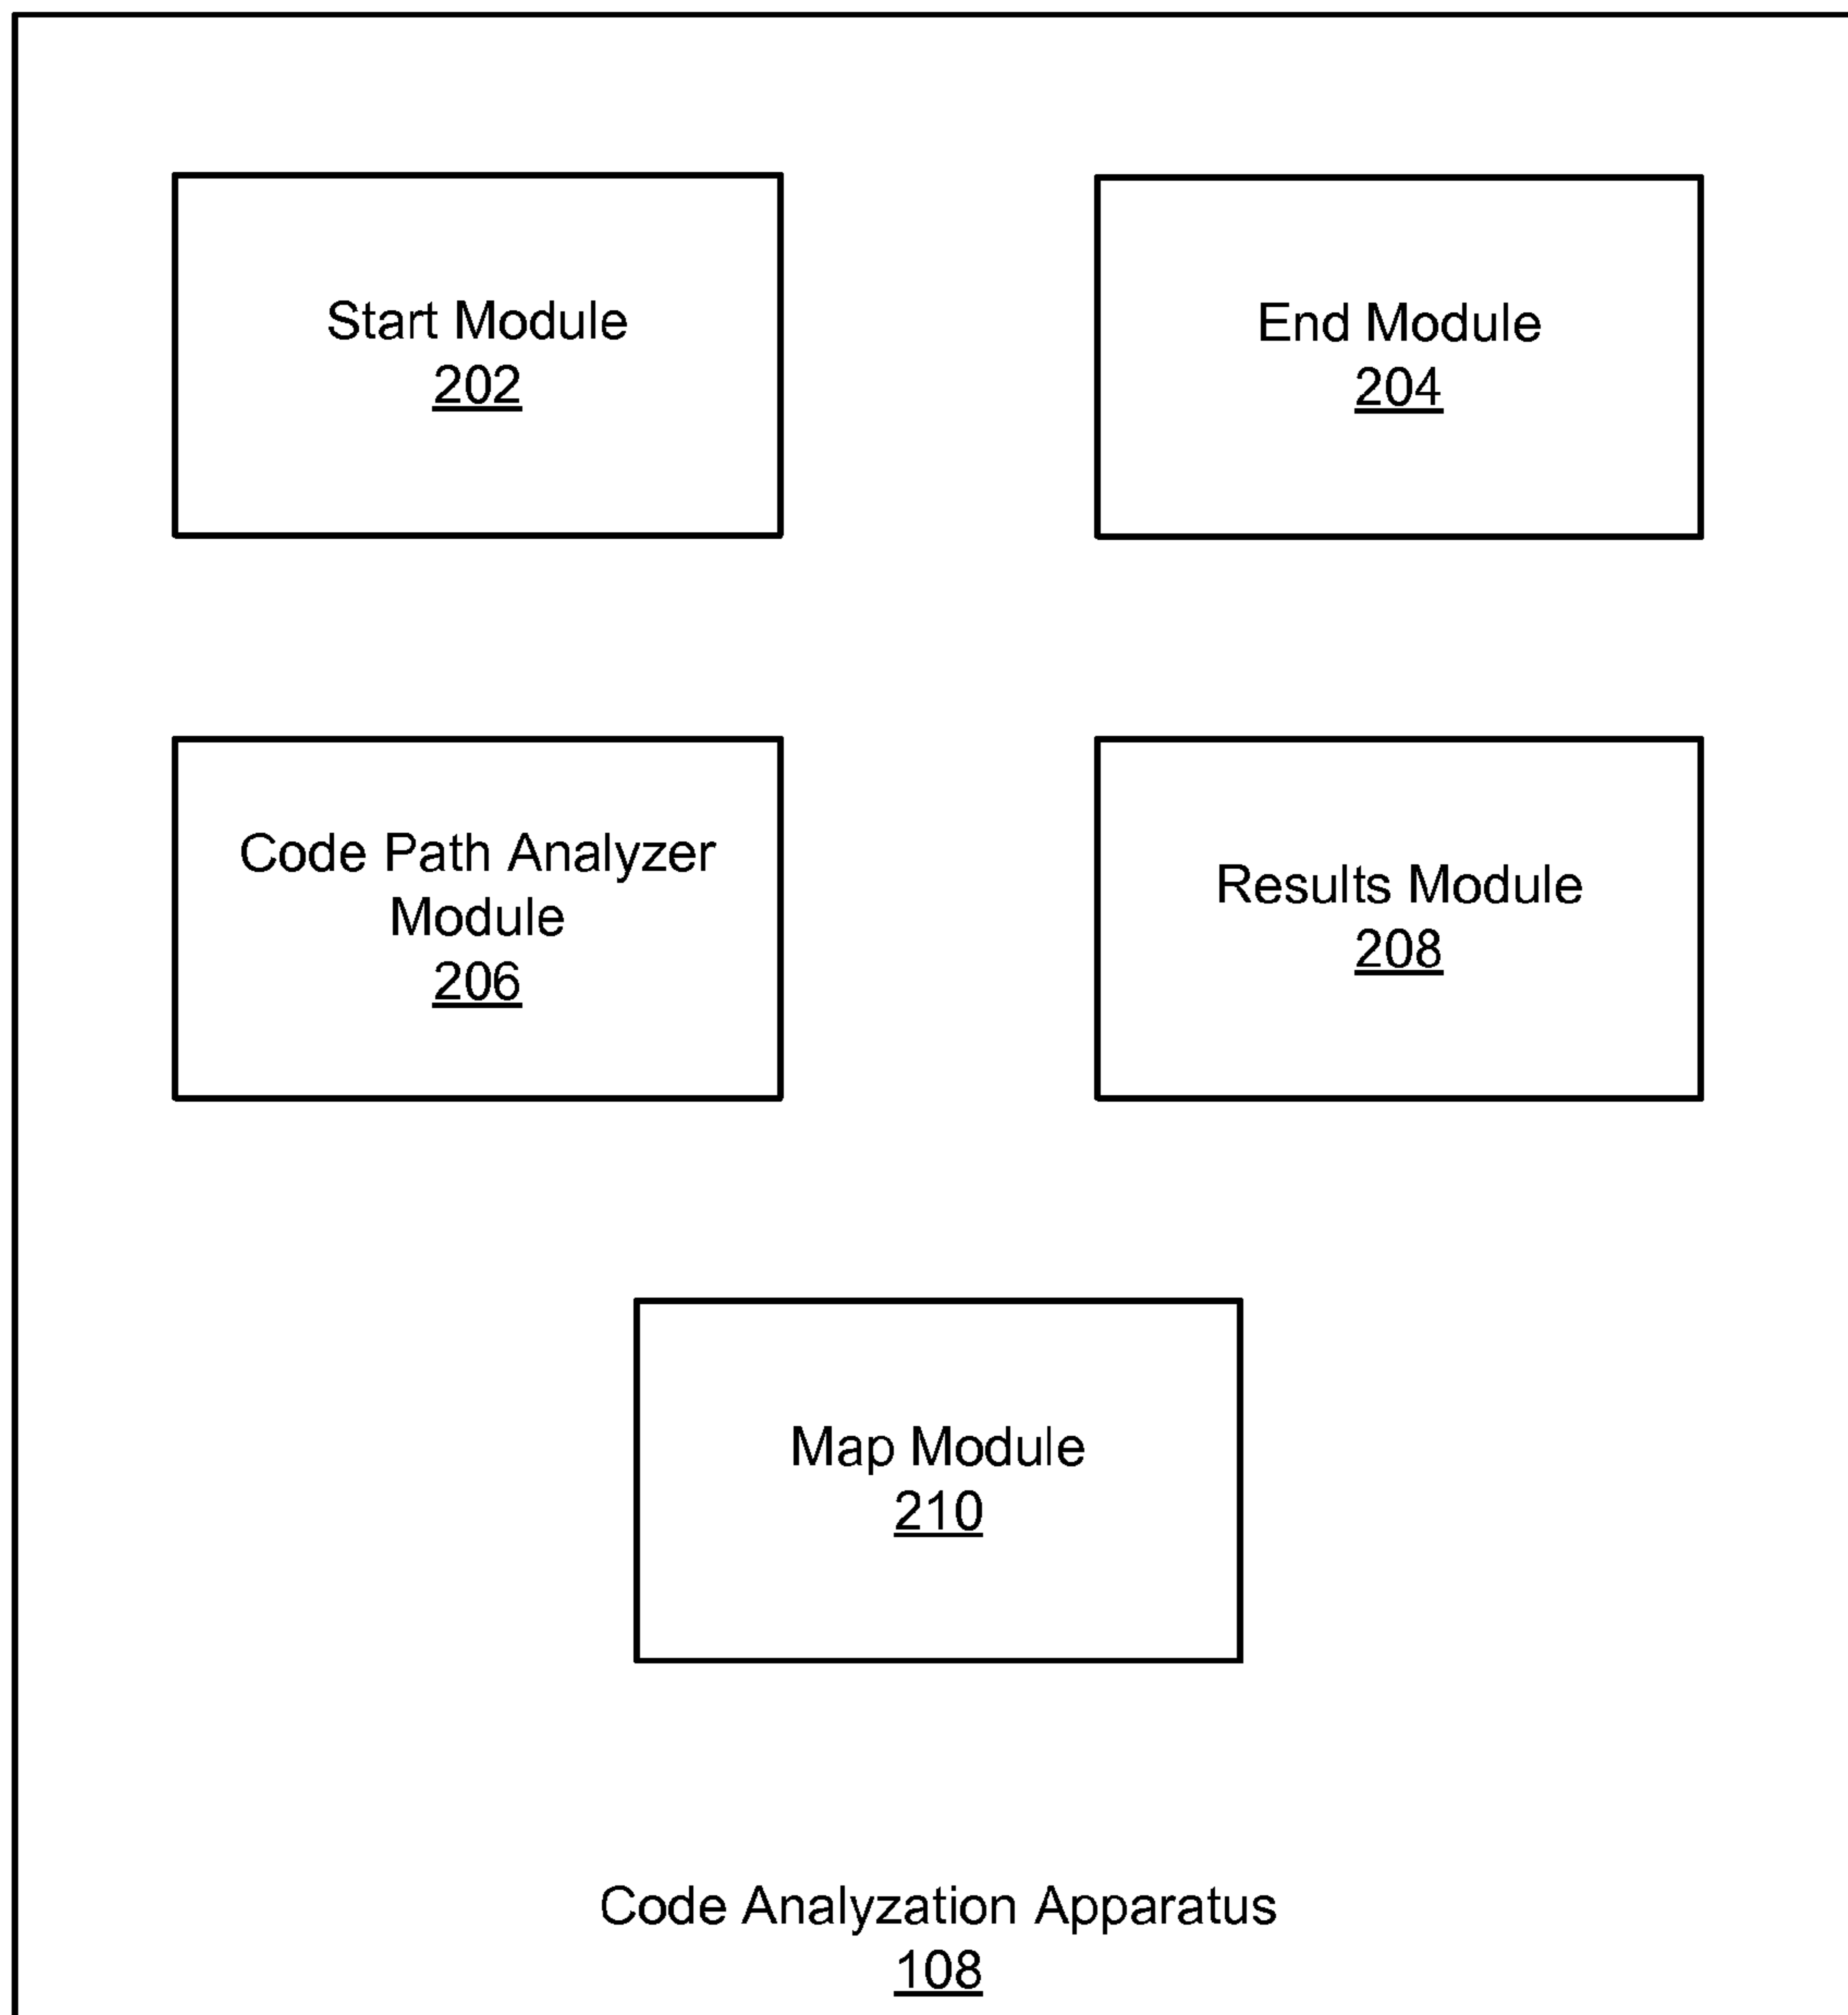 Start Module
202
End Module
204
Code Path Analyzer
Module
206
Results Module
208
Map Module
210
Code Analyzation Apparatus
108